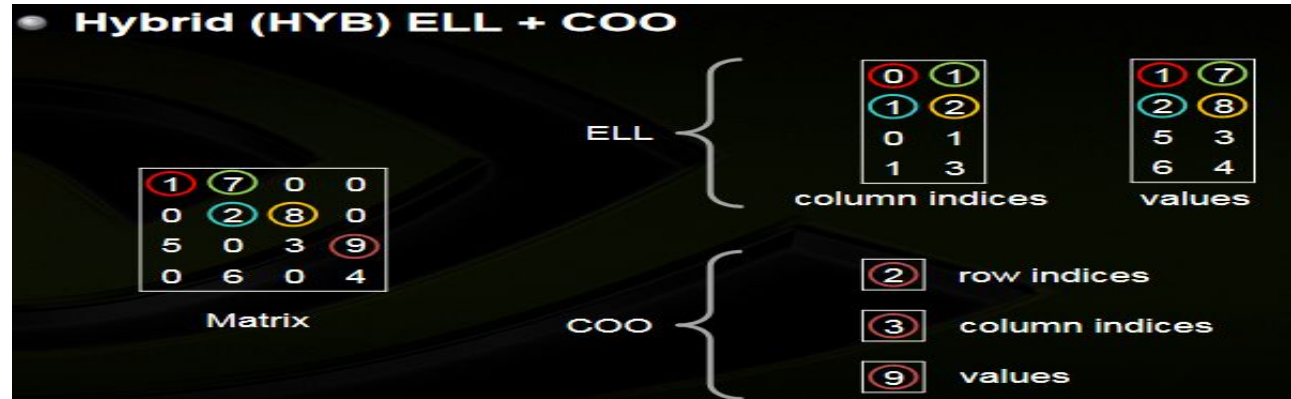 Hybrid (HYB) ELL + COO
ELL
0 1
1 2
0 1
1 3
column indices
1 7
2 8
5 3
6 4
values
1 7 0 0
0 2 8 0
5 0 3 9
0 6 0 4
Matrix
COO
2 row indices
3 column indices
9 values